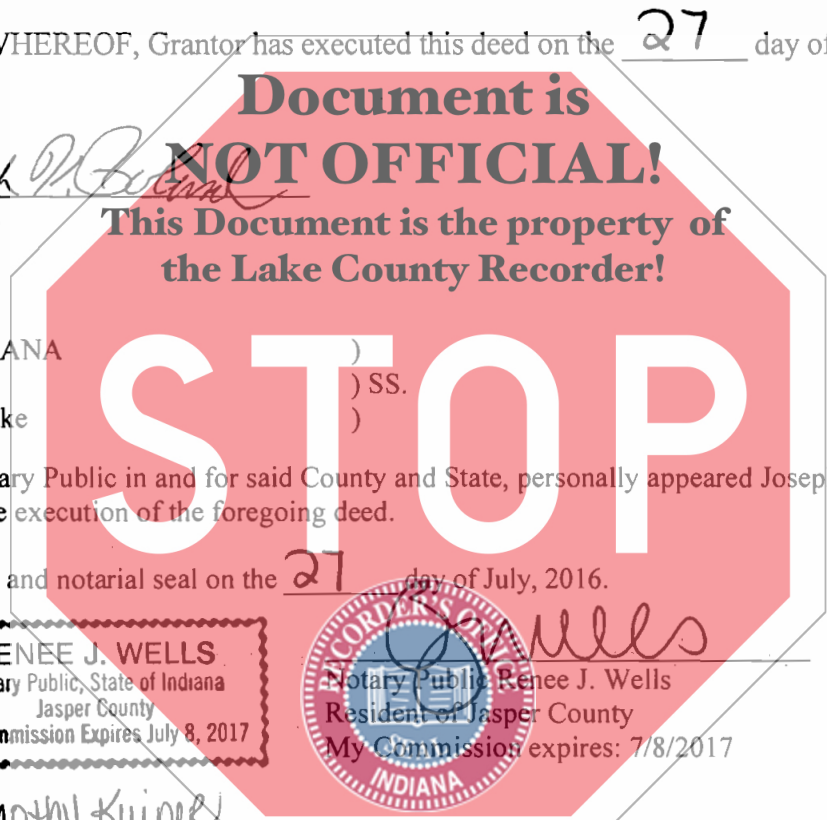 WHEREOF, Grantor has executed this deed on the 27 day of
Document is
NOT OFFICIAL!
This Document is the property of
the Lake County Recorder!
ANA )
) SS.
ke )
STOP
ary Public in and for said County and State, personally appeared Josep
e execution of the foregoing deed.
and notarial seal on the 27 day of July, 2016.
ENEE J. WELLS
ary Public, State of Indiana
Jasper County
mmission Expires July 8, 2017
RECORDER'S OFFICE
INDIANA
Notary Public Renee J. Wells
Resident of Jasper County
My Commission expires: 7/8/2017